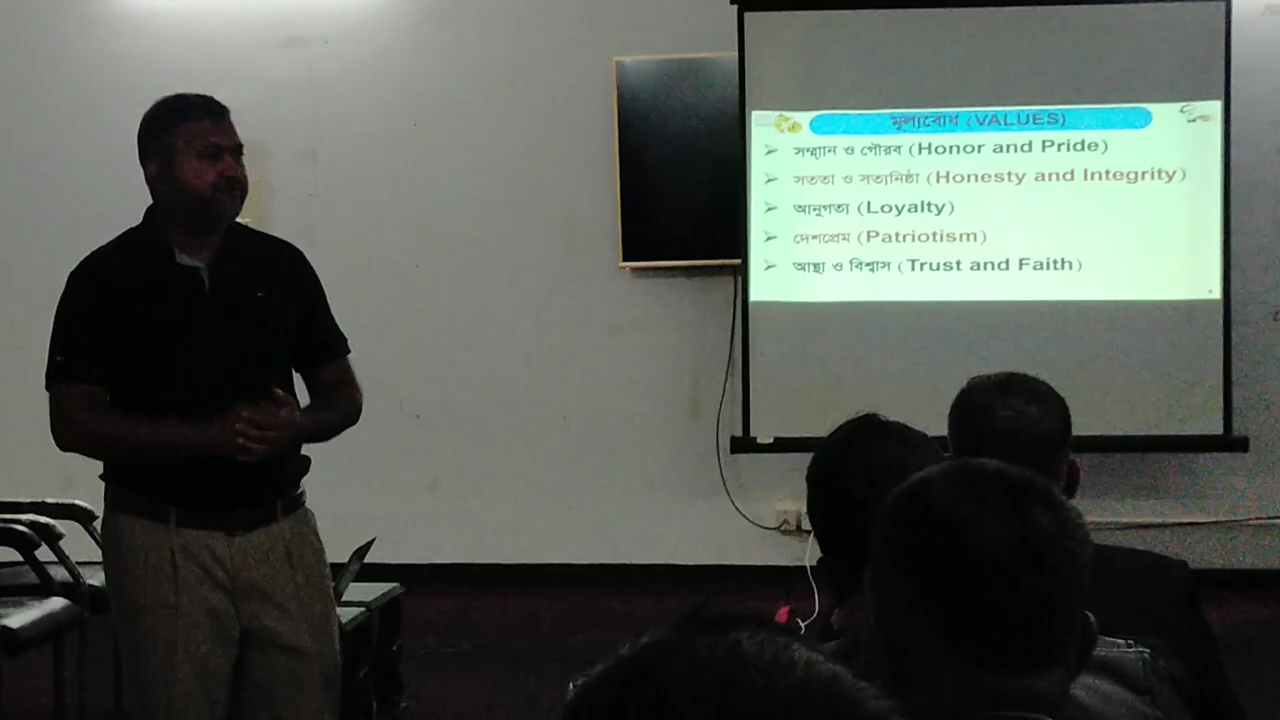 মূল্যবোধ (VALUES)
➢ সম্মান ও গৌরব (Honor and Pride)
➢ সততা ও সত্যনিষ্ঠা (Honesty and Integrity)
➢ আনুগত্য (Loyalty)
➢ দেশপ্রেম (Patriotism)
➢ আস্থা ও বিশ্বাস (Trust and Faith)